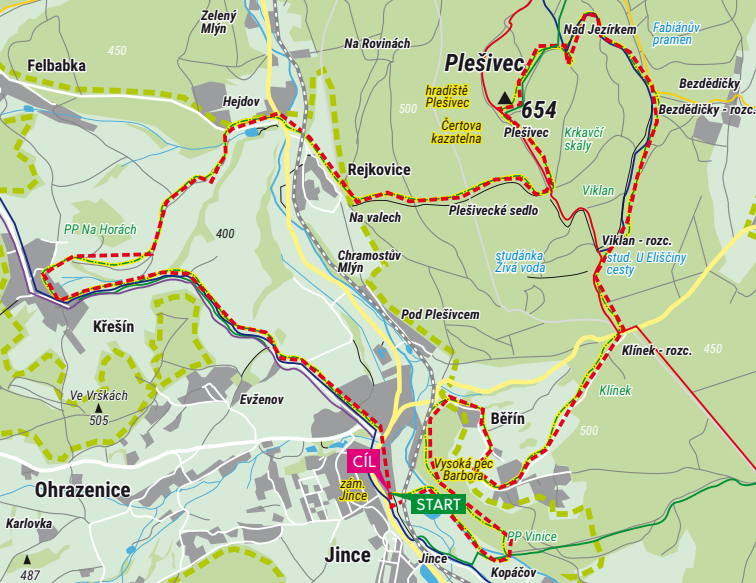 Zelený
Mlýn
Na Rovinách
Nad Jezírkem
Fabiánův
pramen
450
Felbabka
Plešivec
Bezdědičky
hradiště
Plešivec
Hejdov
500
654
Bezdědičky - rozc.
Čertova
kazatelna
Plešivec
Krkavčí
skály
Rejkovice
Viklan
Plešivecké sedlo
Na valech
PP Na Horách
400
Viklan - rozc.
Chramostův
Mlýn
studánka
Živá voda
stud. U Eliščiny
cesty
Pod Plešivcem
Křešín
Klínek - rozc.
450
Ve Vrškách
505
Evženov
Klínek
Běřín
500
CÍL
Vysoká pec
Barbora
Ohrazenice
zám.
Jince
START
Karlovka
PP Vinice
Jince
Jince
Kopáčov
487